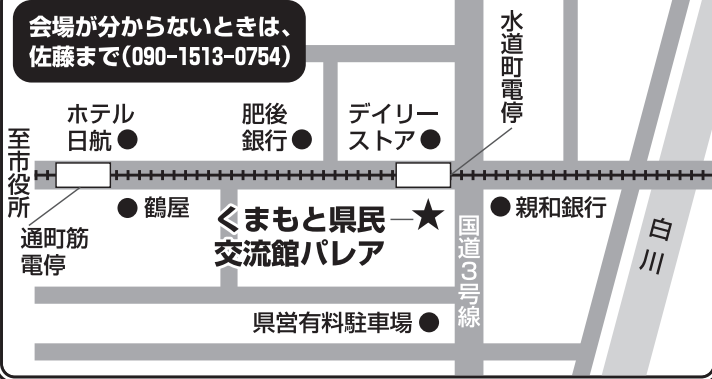 会場が分からないときは、
佐藤まで(090-1513-0754)
水道町電停
ホテル
日航
肥後
銀行
デイリー
ストア
至市役所
鶴屋
くまもと県民
交流館パレア
親和銀行
通町筋
電停
国道3号線
白川
県営有料駐車場